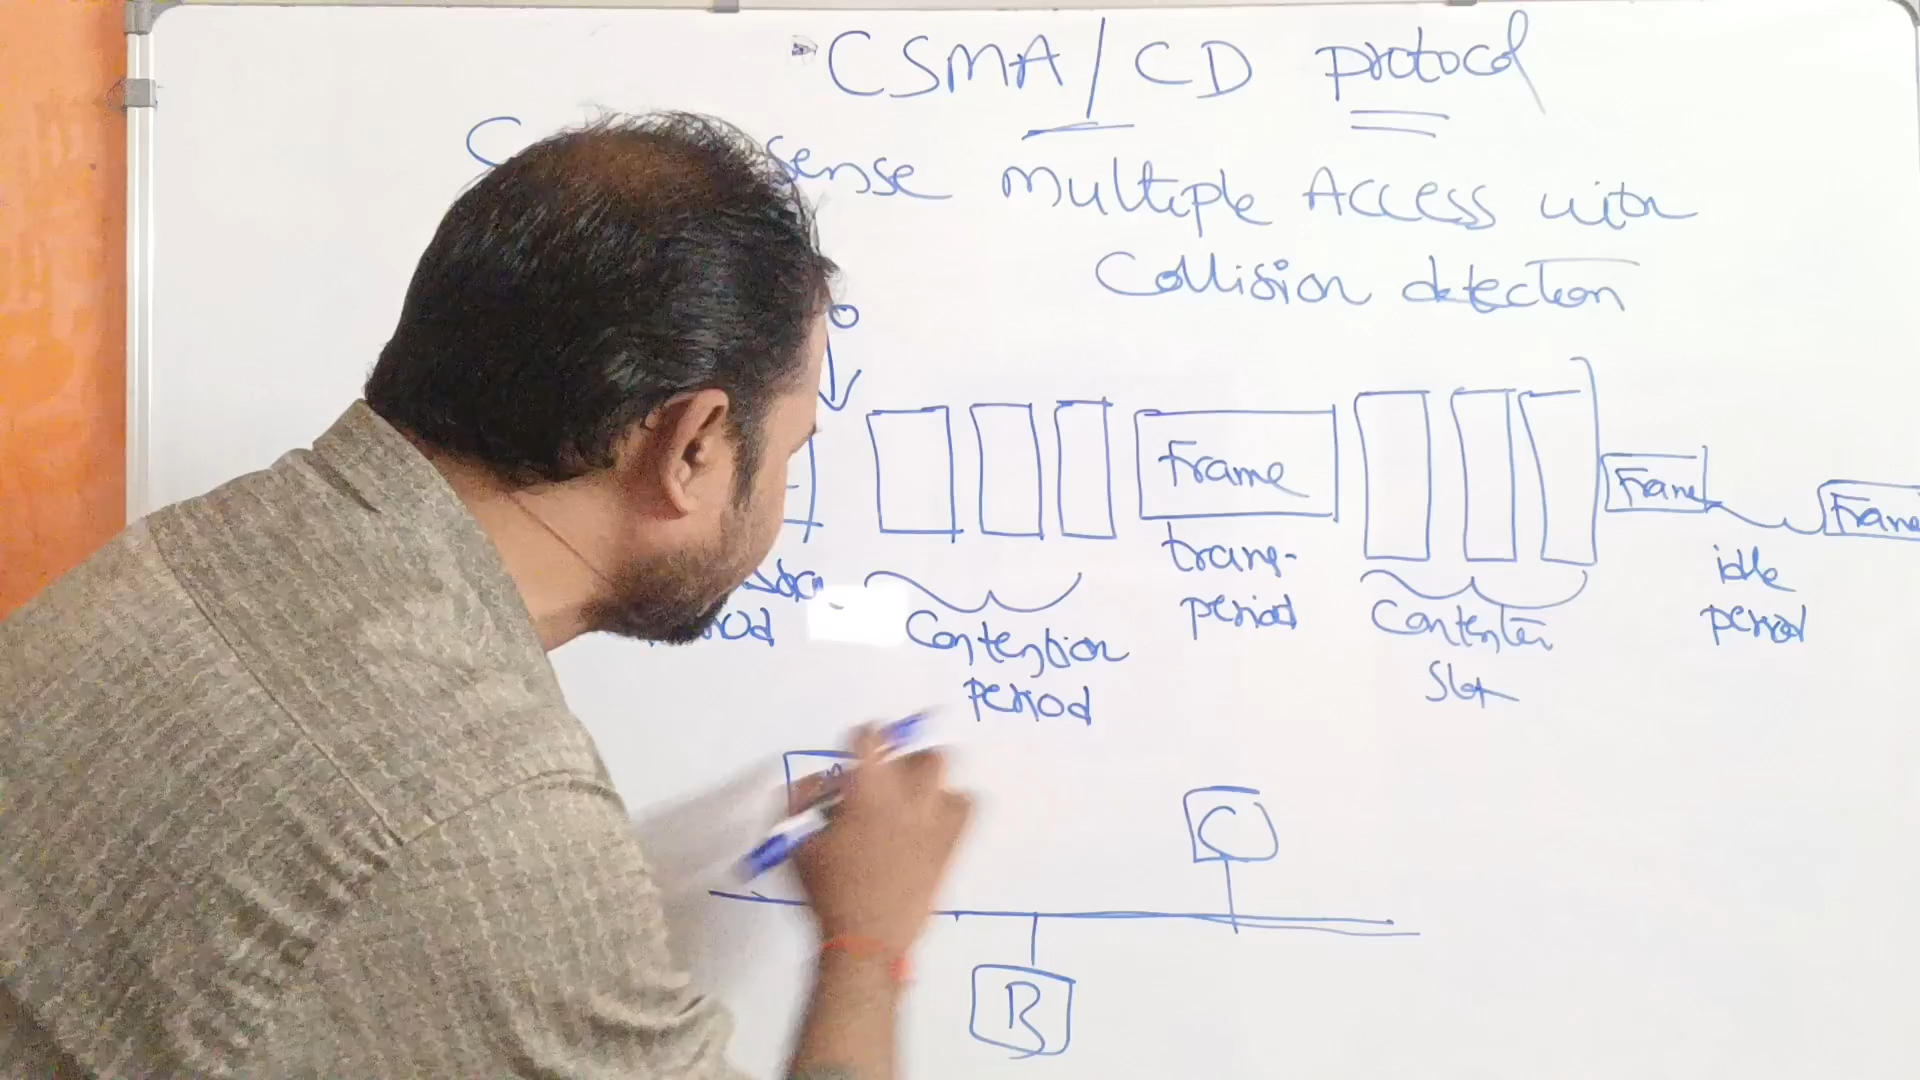 CSMA/CD protocol
sense multiple Access with
Collision detection
Frame
Frame
Frame
trans-
period
Contention
period
Contention
slot
idle
period
C
B